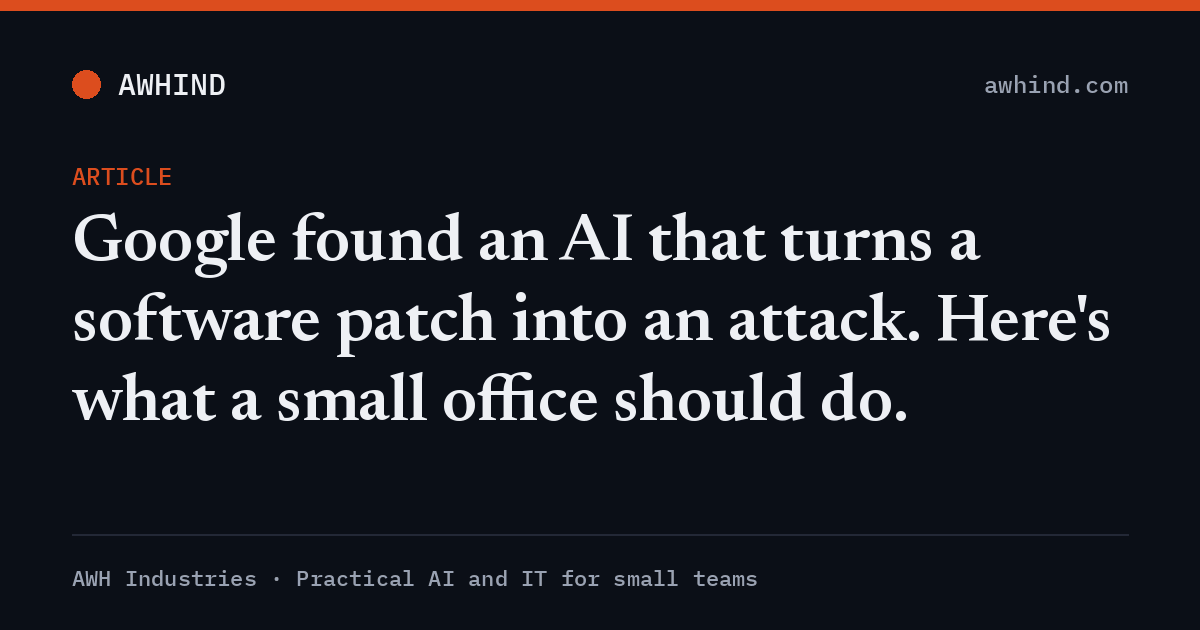 AWHIND
awhind.com
ARTICLE
Google found an AI that turns a
software patch into an attack. Here's
what a small office should do.
AWH Industries · Practical AI and IT for small teams